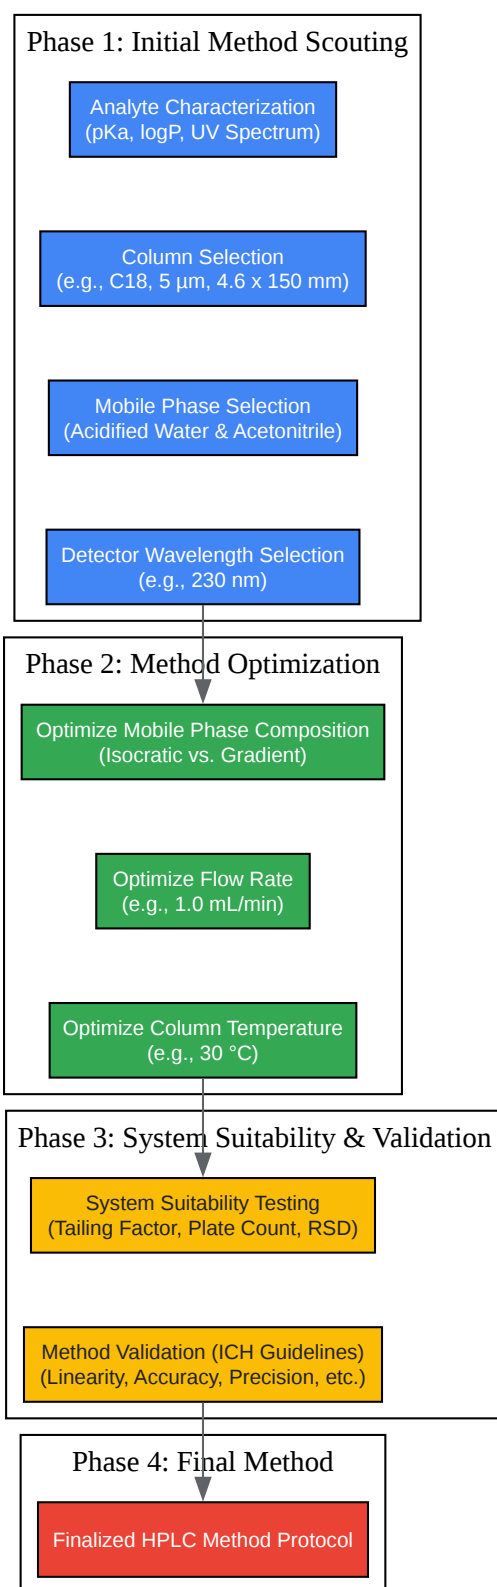 Phase 1: Initial Method Scouting
Analyte Characterization
(pKa, logP, UV Spectrum)
Column Selection
(e.g., C18, 5 µm, 4.6 x 150 mm)
Mobile Phase Selection
(Acidified Water & Acetonitrile)
Detector Wavelength Selection
(e.g., 230 nm)
Phase 2: Method Optimization
Optimize Mobile Phase Composition
(Isocratic vs. Gradient)
Optimize Flow Rate
(e.g., 1.0 mL/min)
Optimize Column Temperature
(e.g., 30 °C)
Phase 3: System Suitability & Validation
System Suitability Testing
(Tailing Factor, Plate Count, RSD)
Method Validation (ICH Guidelines)
(Linearity, Accuracy, Precision, etc.)
Phase 4: Final Method
Finalized HPLC Method Protocol